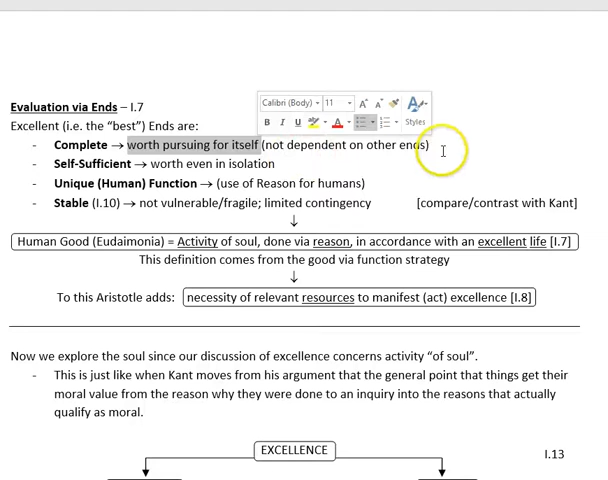 Calibri (Body) 11 A A A
B I U ab A Styles
Evaluation via Ends – I.7
Excellent (i.e. the “best”) Ends are:
- Complete → worth pursuing for itself (not dependent on other ends)
- Self-Sufficient → worth even in isolation
- Unique (Human) Function → (use of Reason for humans)
- Stable (I.10) → not vulnerable/fragile; limited contingency [compare/contrast with Kant]
↓
Human Good (Eudaimonia) = Activity of soul, done via reason, in accordance with an excellent life [I.7]
This definition comes from the good via function strategy
↓
To this Aristotle adds: necessity of relevant resources to manifest (act) excellence [I.8]
Now we explore the soul since our discussion of excellence concerns activity “of soul”.
- This is just like when Kant moves from his argument that the general point that things get their
moral value from the reason why they were done to an inquiry into the reasons that actually
qualify as moral.
EXCELLENCE I.13